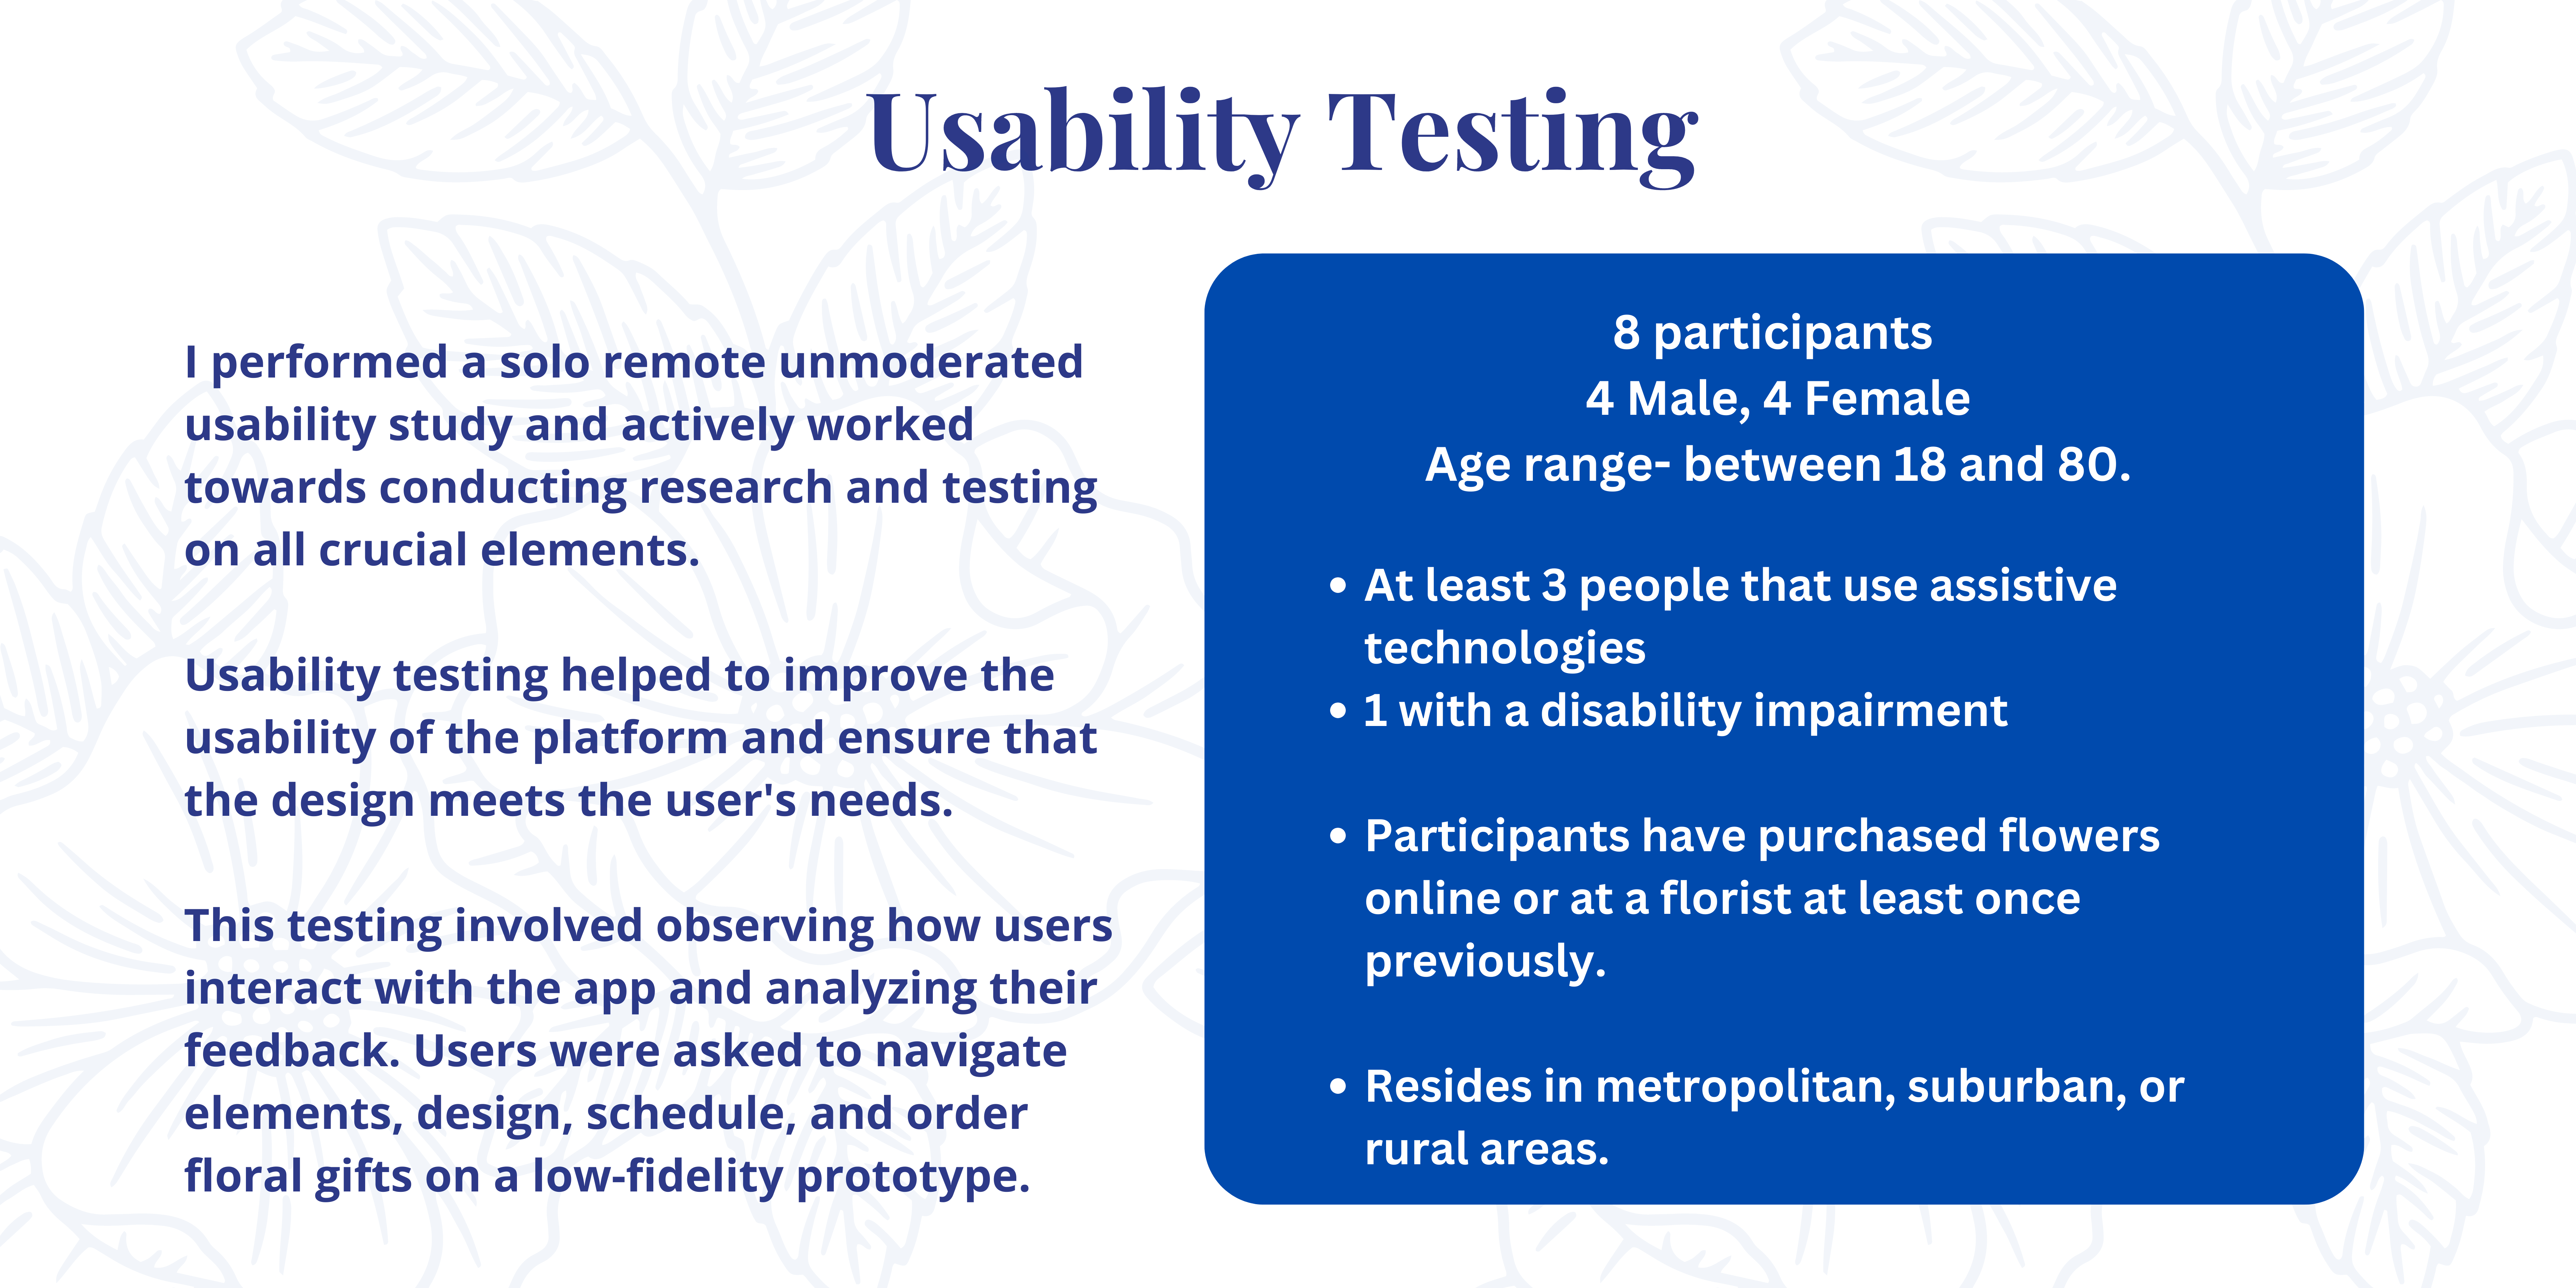 Usability Testing
I performed a solo remote unmoderated
usability study and actively worked
towards conducting research and testing
on all crucial elements.
Usability testing helped to improve the
usability of the platform and ensure that
the design meets the user's needs.
This testing involved observing how users
interact with the app and analyzing their
feedback. Users were asked to navigate
elements, design, schedule, and order
floral gifts on a low-fidelity prototype.
8 participants
4 Male, 4 Female
Age range- between 18 and 80.
• At least 3 people that use assistive
technologies
• 1 with a disability impairment
• Participants have purchased flowers
online or at a florist at least once
previously.
• Resides in metropolitan, suburban, or
rural areas.